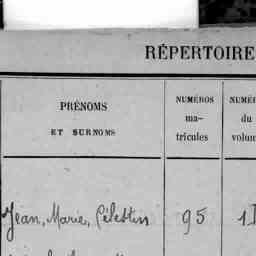 RÉPERTOIRE
PRÉNOMS
ET SURNOMS
NUMÉROS
ma-
tricules
du
Jean, Marie, Célestin 95